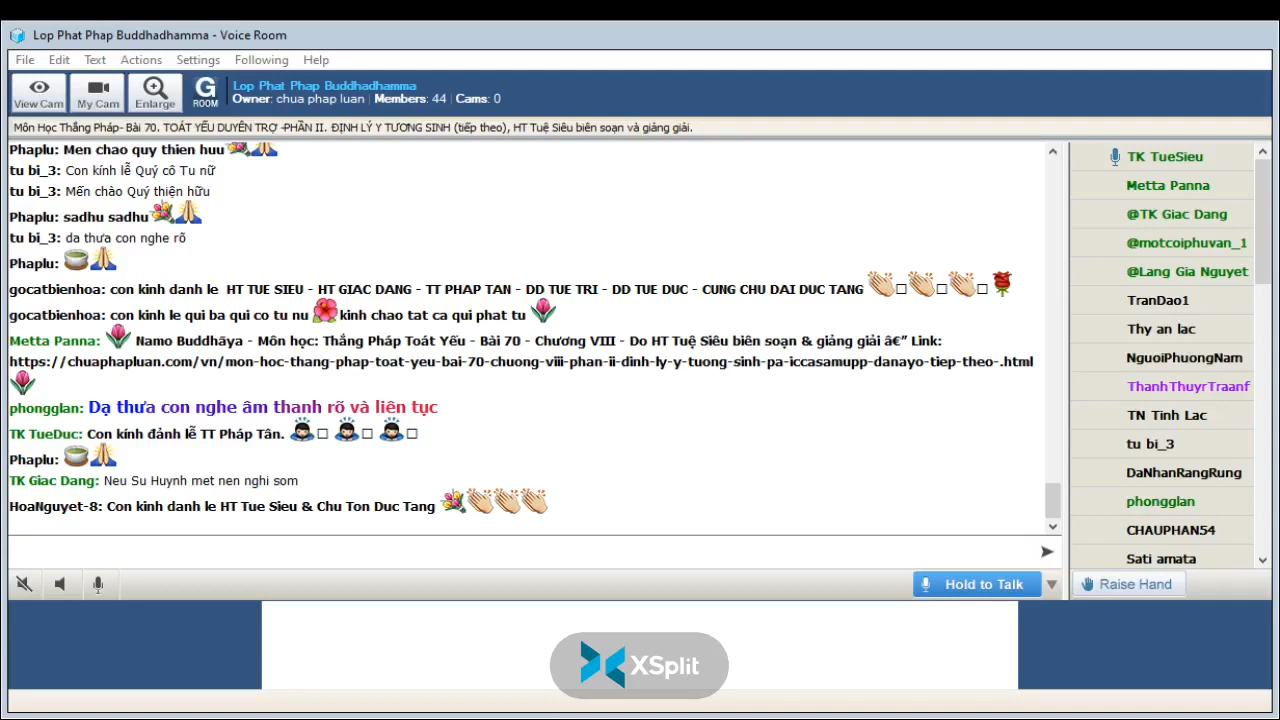 Lop Phat Phap Buddhadhamma - Voice Room
File Edit Text Actions Settings Following Help
View Cam My Cam Enlarge G ROOM
Lop Phat Phap Buddhadhamma
Owner: chua phap luan | Members: 44 | Cams: 0
Môn Học Thắng Pháp- Bài 70. TOÁT YẾU DUYÊN TRỢ -PHẦN II. ĐỊNH LÝ Y TƯƠNG SINH (tiếp theo), HT Tuệ Siêu biên soạn và giảng giải.
Phaplu: Men chao quy thien huu
tu bi_3: Con kính lễ Quý cô Tu nữ
tu bi_3: Mến chào Quý thiện hữu
Phaplu: sadhu sadhu
tu bi_3: da thưa con nghe rõ
Phaplu:
gocatbienhoa: con kinh danh le HT TUE SIEU - HT GIAC DANG - TT PHAP TAN - DD TUE TRI - DD TUE DUC - CUNG CHU DAI DUC TANG
gocatbienhoa: con kinh le qui ba qui co tu nu kinh chao tat ca qui phat tu
Metta Panna: Namo Buddhāya - Môn học: Thắng Pháp Toát Yếu - Bài 70 - Chương VIII - Do HT Tuệ Siêu biên soạn & giảng giải â€” Link:
https://chuaphapluan.com/vn/mon-hoc-thang-phap-toat-yeu-bai-70-chuong-viii-phan-ii-dinh-ly-y-tuong-sinh-pa-iccasamupp-danayo-tiep-theo-.html
phongglan: Dạ thưa con nghe âm thanh rõ và liên tục
TK TueDuc: Con kính đảnh lễ TT Pháp Tân.
Phaplu:
TK Giac Dang: Neu Su Huynh met nen nghi som
HoaNguyet-8: Con kinh danh le HT Tue Sieu & Chu Ton Duc Tang
Hold to Talk
TK TueSieu
Metta Panna
@TK Giac Dang
@motcoiphuvan_1
@Lang Gia Nguyet
TranDao1
Thy an lac
NguoiPhuongNam
ThanhThuyrTraanf
TN Tinh Lac
tu bi_3
DaNhanRangRung
phongglan
CHAUPHAN54
Sati amata
Raise Hand
XSplit